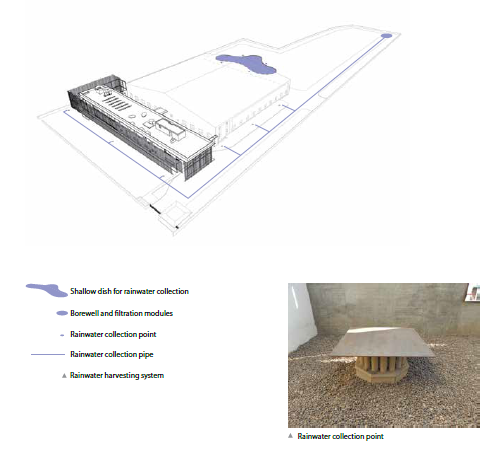 Shallow dish for rainwater collection
Borewell and filtration modules
Rainwater collection point
Rainwater collection pipe
Rainwater harvesting system
Rainwater collection point